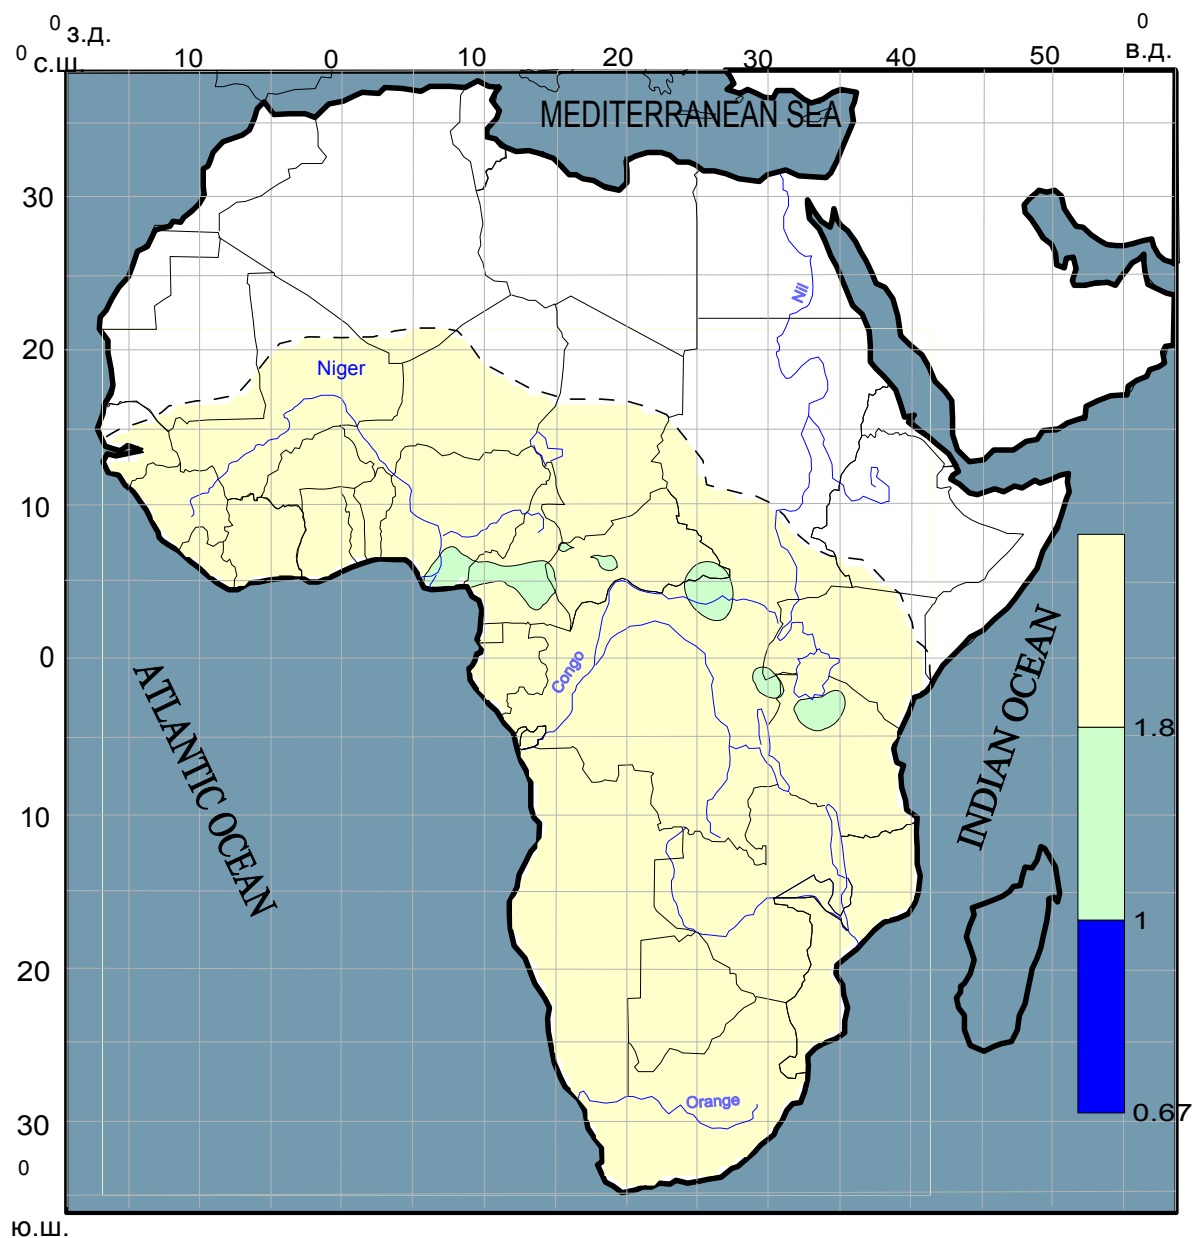 0
з.д.
0
0
с.ш.
10
0
10
20
30
40
50
в.д.
MEDITERRANEAN SEA
30
Nil
20
Niger
10
0
Congo
ATLANTIC OCEAN
INDIAN OCEAN
1.8
10
1
20
Orange
0.67
30
0
ю.ш.